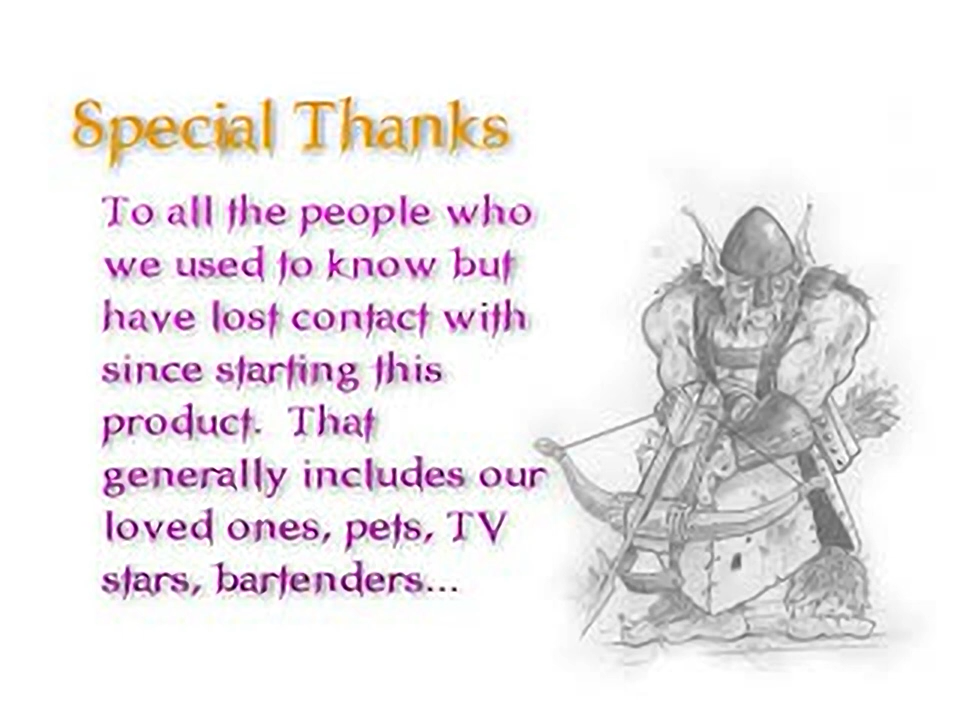 Special Thanks
To all the people who
we used to know but
have lost contact with
since starting this
product.  That
generally includes our
loved ones, pets, TV
stars, bartenders...